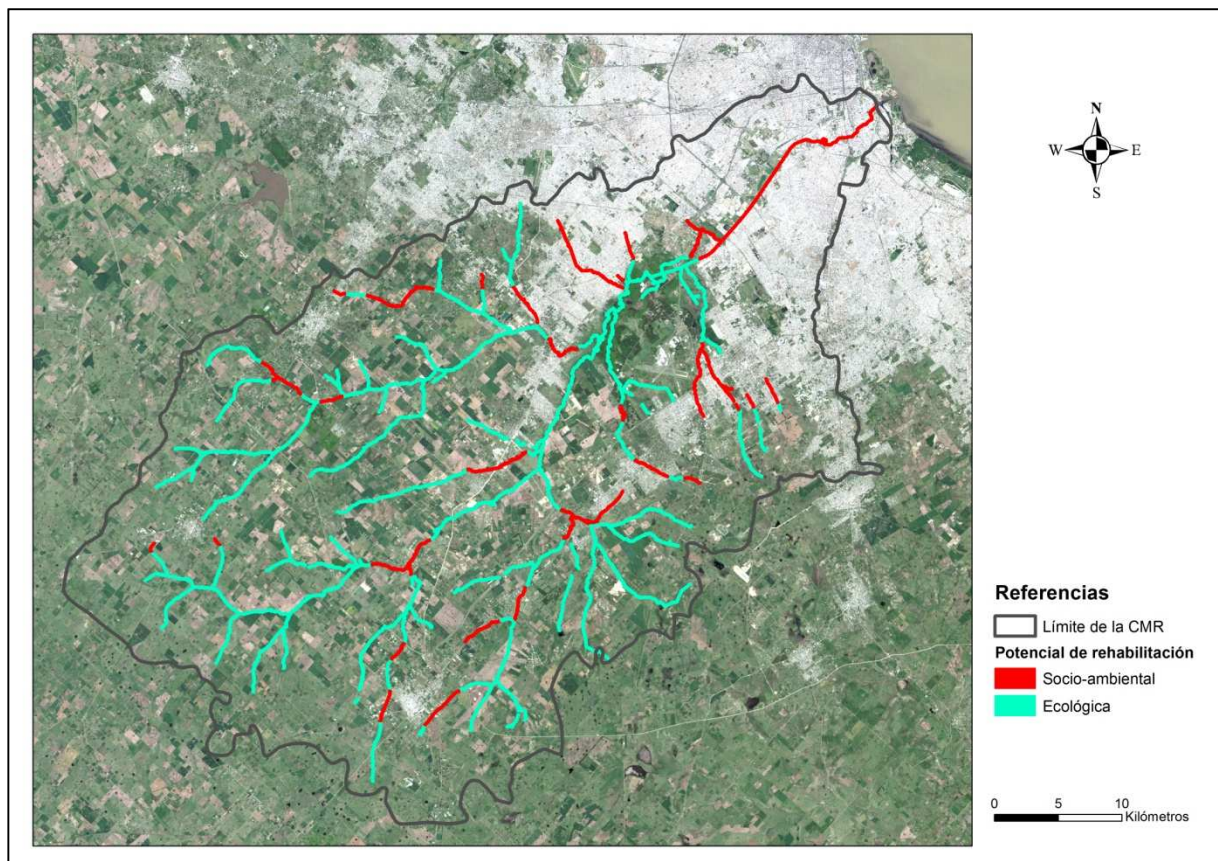 N
W E
S
Referencias
Límite de la CMR
Potencial de rehabilitación
Socio-ambiental
Ecológica
0 5 10
Kilómetros